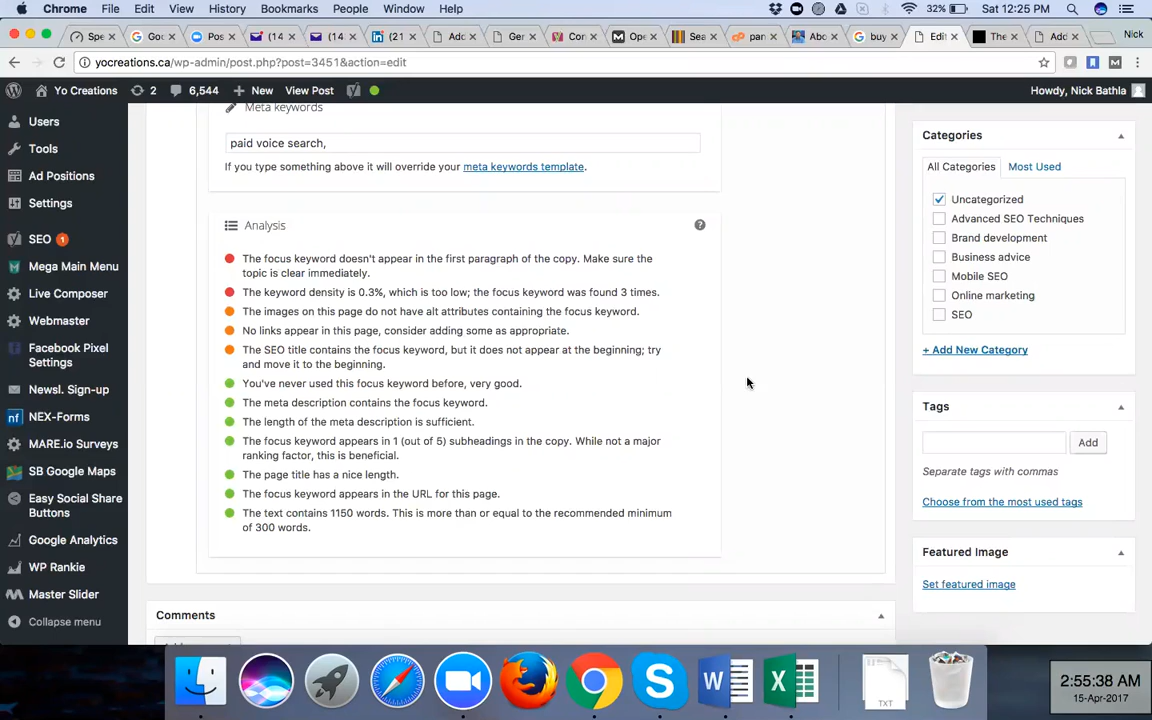 Chrome File Edit View History Bookmarks People Window Help 32% Sat 12:25 PM
Spe (14 (14 (21 Gen Sea buy Edit The Nick
yocreations.ca/wp-admin/post.php?post=3451&action=edit
Yo Creations 2 6,544 New View Post Howdy, Nick Bathla
Users
Tools
Ad Positions
Settings
SEO 1
Mega Main Menu
Live Composer
Webmaster
Facebook Pixel
Settings
Newsl. Sign-up
nf NEX-Forms
MARE.io Surveys
SB Google Maps
Easy Social Share
Buttons
Google Analytics
WP Rankie
Master Slider
Collapse menu
Meta keywords
paid voice search,
If you type something above it will override your meta keywords template.
Analysis
The focus keyword doesn't appear in the first paragraph of the copy. Make sure the
topic is clear immediately.
The keyword density is 0.3%, which is too low; the focus keyword was found 3 times.
The images on this page do not have alt attributes containing the focus keyword.
No links appear in this page, consider adding some as appropriate.
The SEO title contains the focus keyword, but it does not appear at the beginning; try
and move it to the beginning.
You've never used this focus keyword before, very good.
The meta description contains the focus keyword.
The length of the meta description is sufficient.
The focus keyword appears in 1 (out of 5) subheadings in the copy. While not a major
ranking factor, this is beneficial.
The page title has a nice length.
The focus keyword appears in the URL for this page.
The text contains 1150 words. This is more than or equal to the recommended minimum
of 300 words.
Comments
Categories
All Categories Most Used
Uncategorized
Advanced SEO Techniques
Brand development
Business advice
Mobile SEO
Online marketing
SEO
+ Add New Category
Tags
Add
Separate tags with commas
Choose from the most used tags
Featured Image
Set featured image
TXT
2:55:38 AM
15-Apr-2017